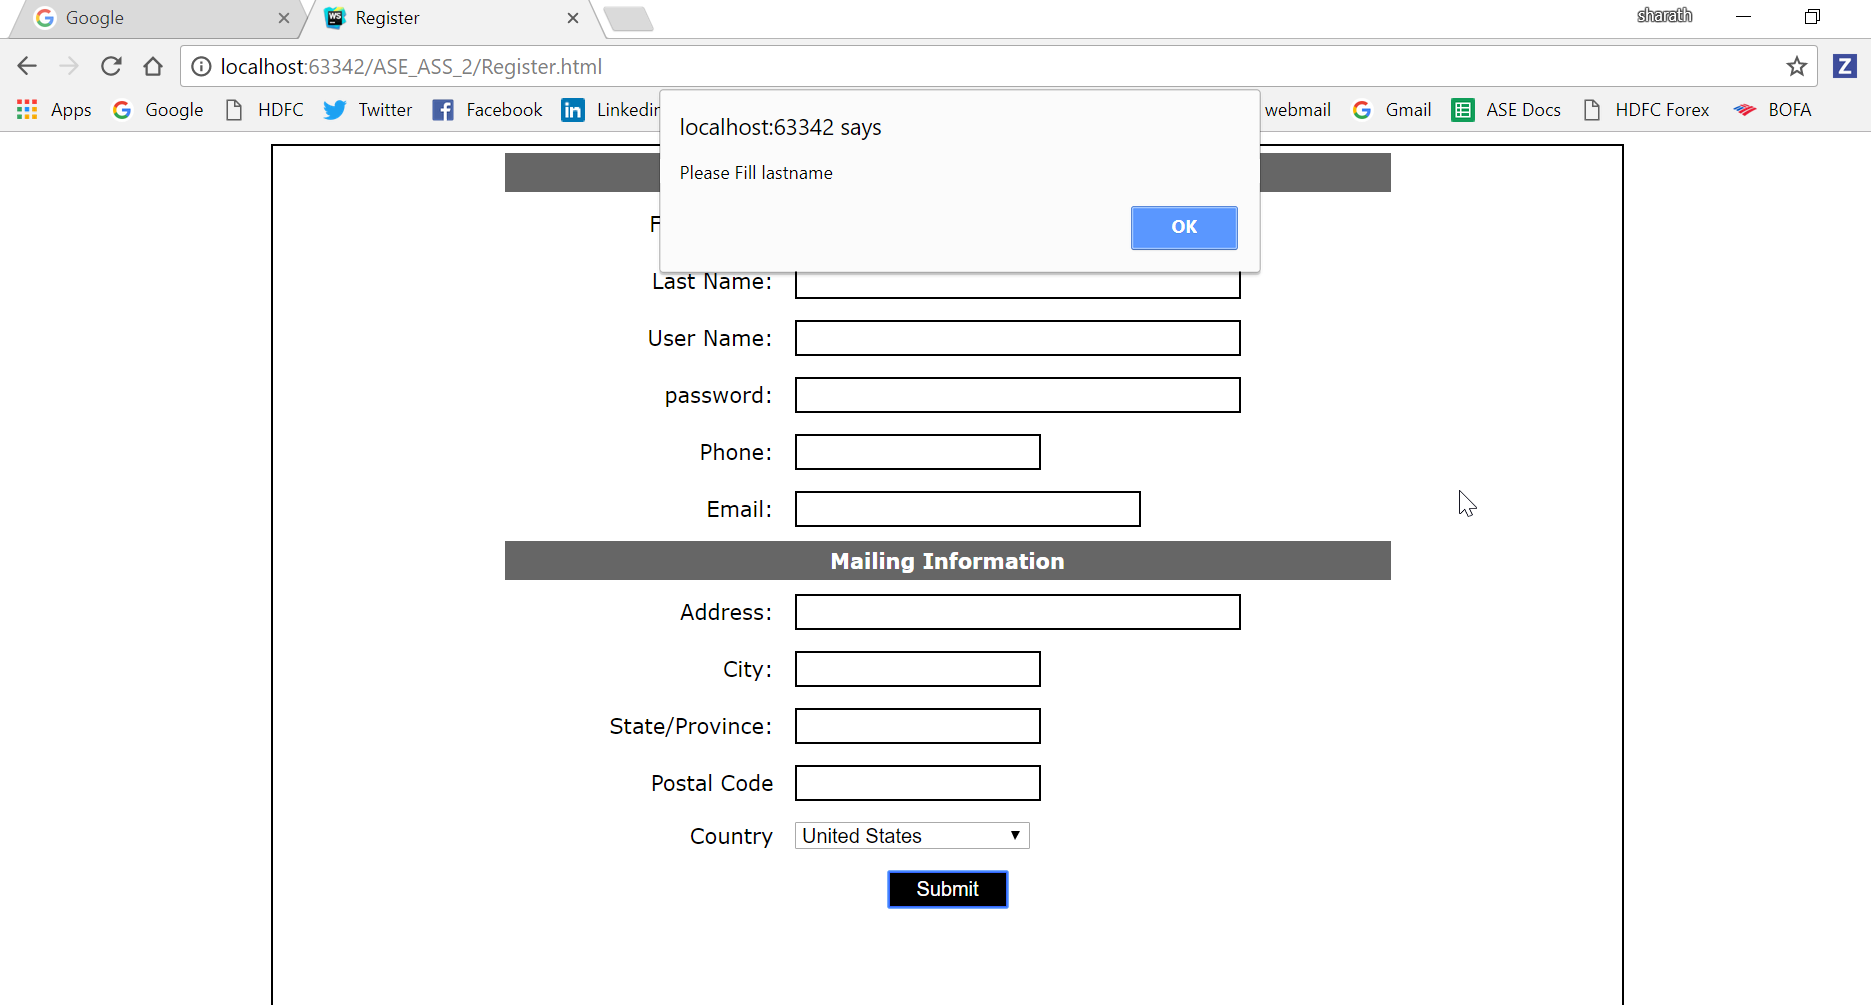 Google
Register
sharath
localhost:63342/ASE_ASS_2/Register.html
Apps Google HDFC Twitter Facebook webmail Gmail ASE Docs HDFC Forex BOFA
localhost:63342 says
Please Fill lastname
OK
Last Name:
User Name:
password:
Phone:
Email:
Mailing Information
Address:
City:
State/Province:
Postal Code
Country United States
Submit